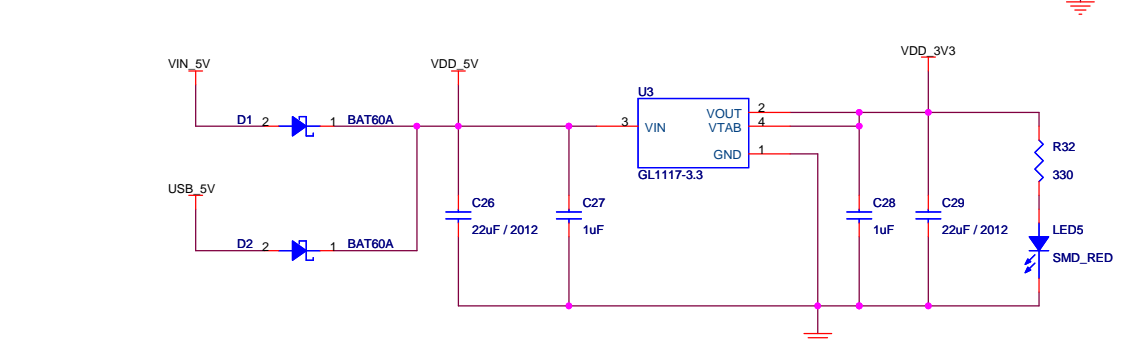 VDD_3V3
VIN_5V
VDD_5V
U3
D1 2 1 BAT60A
3 VIN
VOUT 2
VTAB 4
GND 1
GL1117-3.3
R32
330
USB_5V
C26
22uF / 2012
C27
1uF
C28
1uF
C29
22uF / 2012
D2 2 1 BAT60A
LED5
SMD_RED